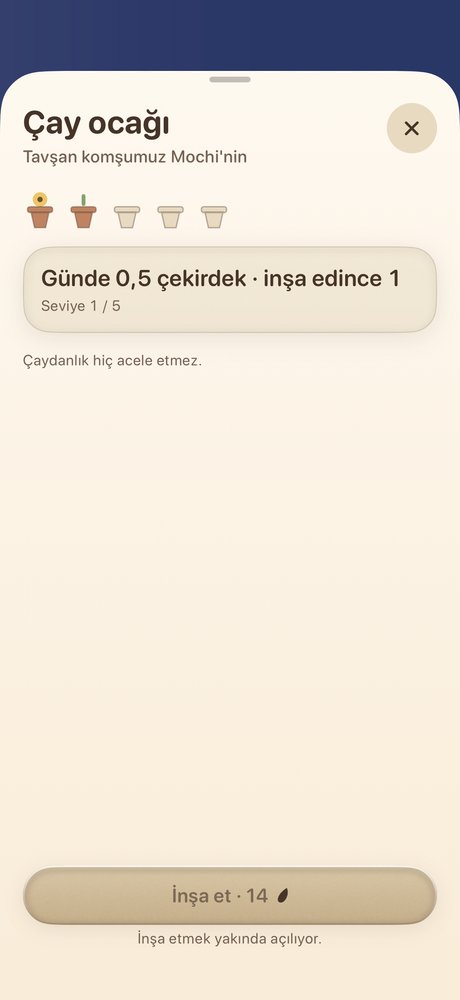 Çay ocağı
Tavşan komşumuz Mochi'nin
Günde 0,5 çekirdek · inşa edince 1
Seviye 1 / 5
Çaydanlık hiç acele etmez.
İnşa et · 14
İnşa etmek yakında açılıyor.